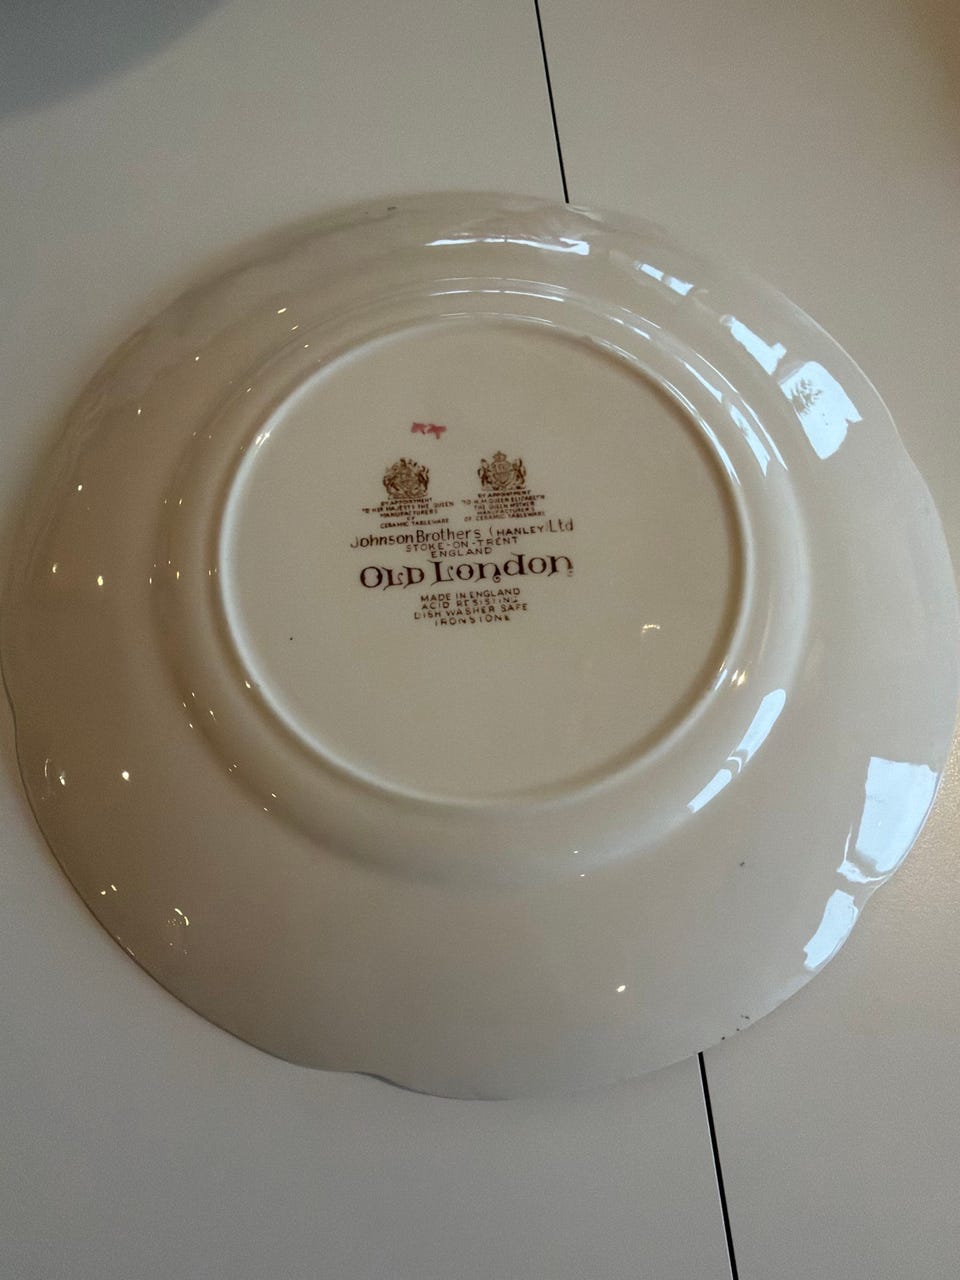 BY APPOINTMENT
TO HER MAJESTY THE QUEEN
MANUFACTURERS
OF
CERAMIC TABLEWARE
BY APPOINTMENT
TO H.M. QUEEN ELIZABETH
THE QUEEN MOTHER
MANUFACTURERS
OF CERAMIC TABLEWARE
Johnson Brothers (HANLEY) Ltd
STOKE-ON-TRENT
ENGLAND
OLD London
MADE IN ENGLAND
ACID RESISTING
DISH WASHER SAFE
IRONSTONE